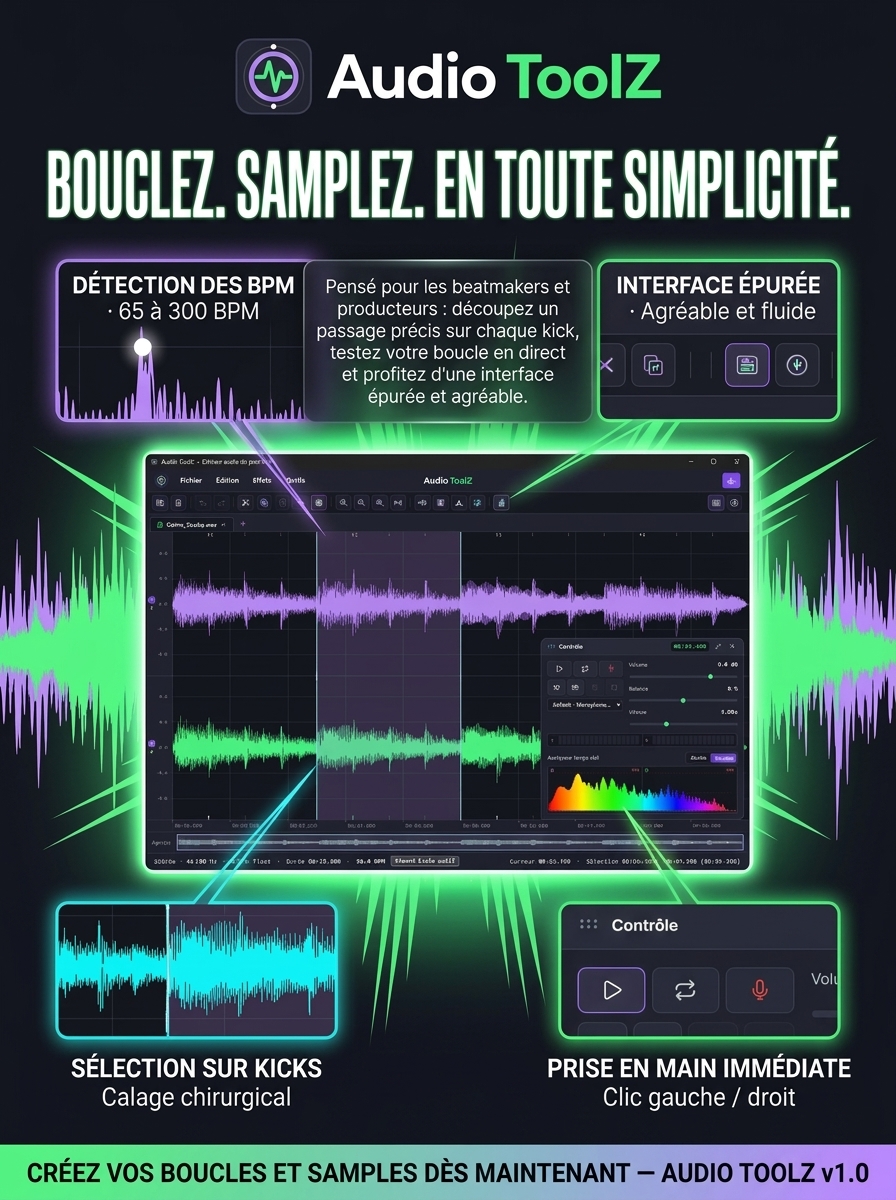 Audio ToolZ
BOUCLEZ. SAMPLEZ. EN TOUTE SIMPLICITÉ.
DÉTECTION DES BPM
· 65 à 300 BPM
Pensé pour les beatmakers et
producteurs : découpez un
passage précis sur chaque kick,
testez votre boucle en direct
et profitez d'une interface
épurée et agréable.
INTERFACE ÉPURÉE
· Agréable et fluide
Fichier Edition Effets
Audio ToolZ
Contrôle
Volume
Balance
Contrôle
SÉLECTION SUR KICKS
Calage chirurgical
PRISE EN MAIN IMMÉDIATE
Clic gauche / droit
CRÉEZ VOS BOUCLES ET SAMPLES DÈS MAINTENANT — AUDIO TOOLZ v1.0